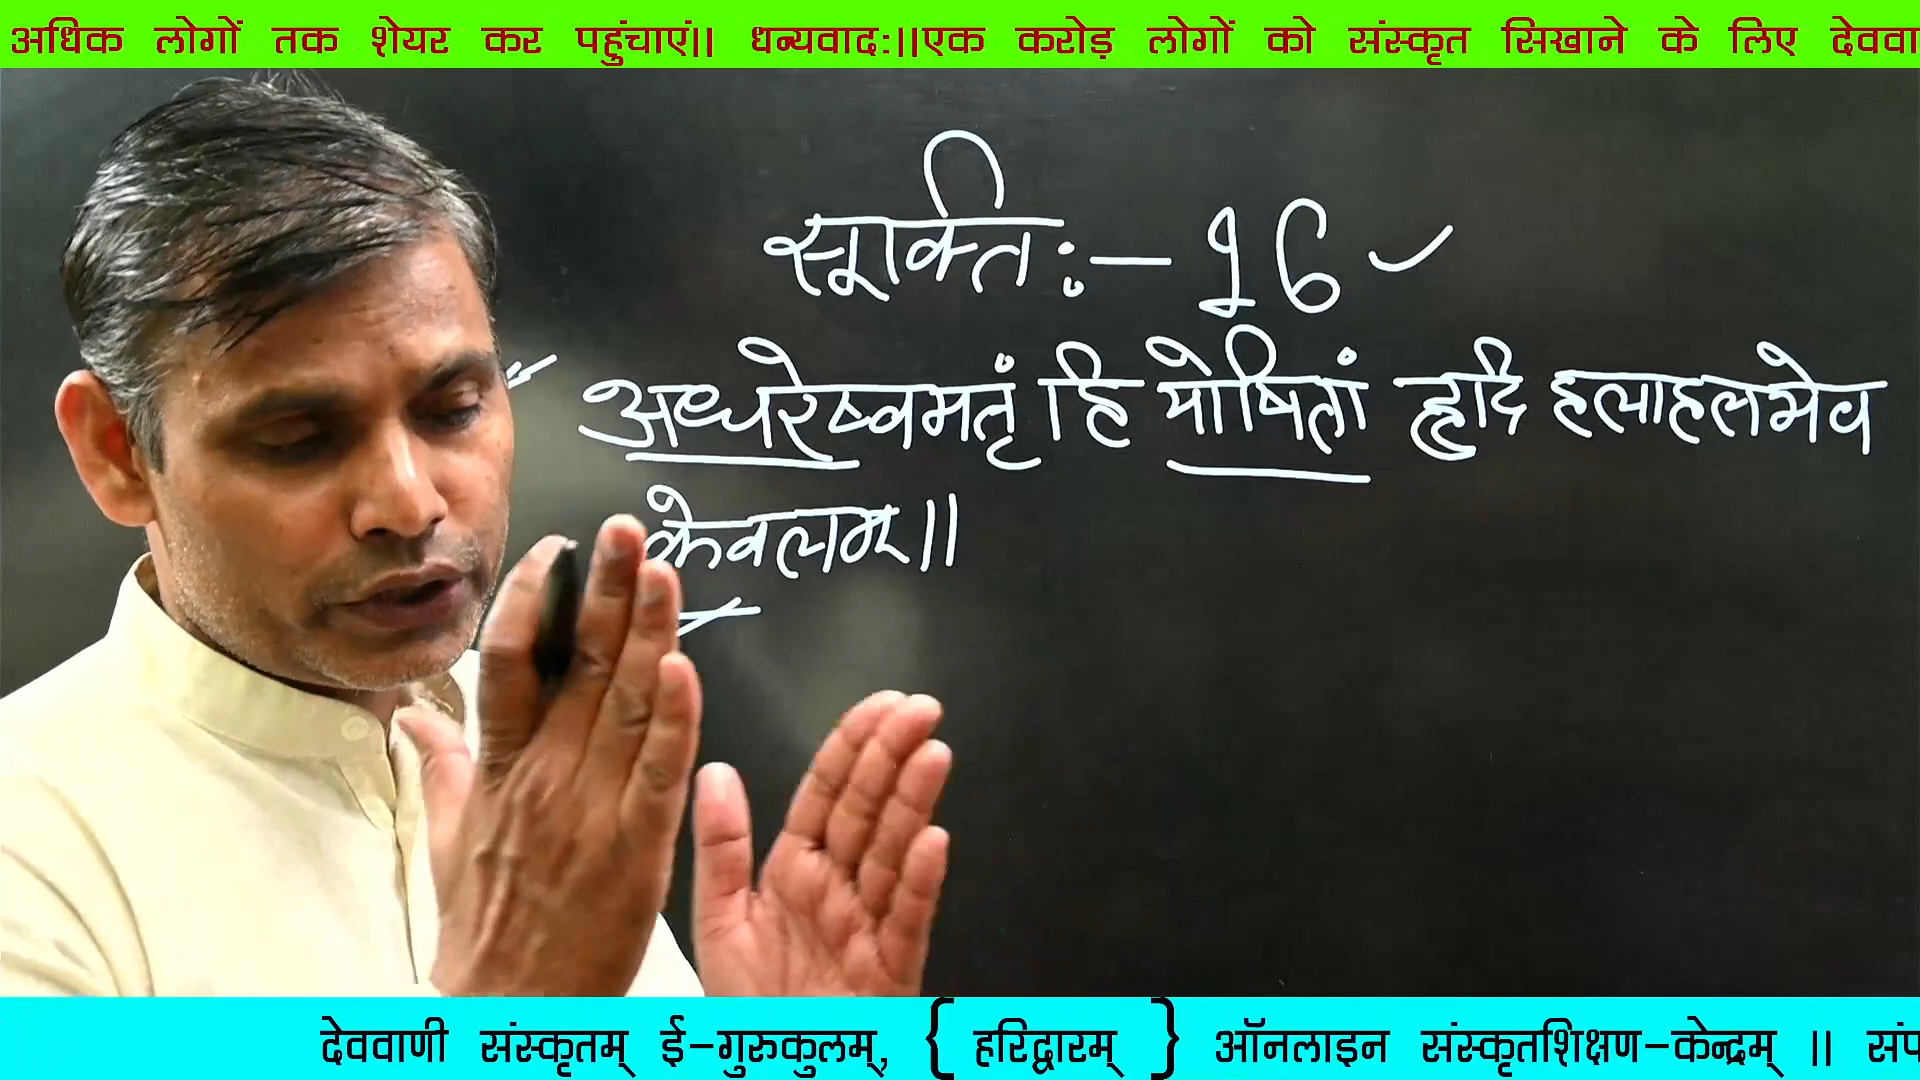 अधिक लोगों तक शेयर कर पहुंचाएं॥ धन्यवादः॥एक करोड़ लोगों को संस्कृत सिखाने के लिए देववा
सूक्तिः - 16
अधरेष्वमतृं हि योषितां हृदि हलाहलमेव
केवलम् ॥
देववाणी संस्कृतम् ई-गुरुकुलम्, { हरिद्वारम् } ऑनलाइन संस्कृतशिक्षण-केन्द्रम् ॥ संप